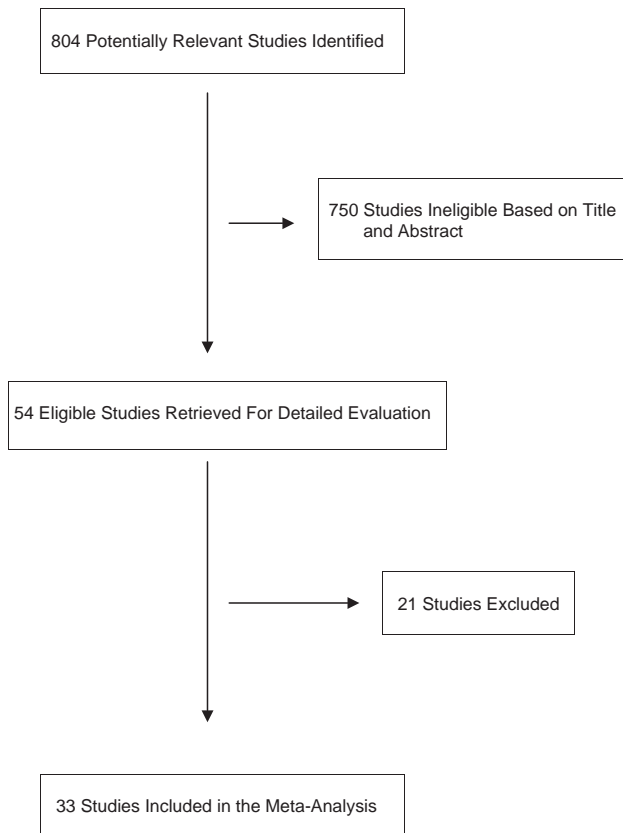 804 Potentially Relevant Studies Identified
750 Studies Ineligible Based on Title
and Abstract
54 Eligible Studies Retrieved For Detailed Evaluation
21 Studies Excluded
33 Studies Included in the Meta-Analysis